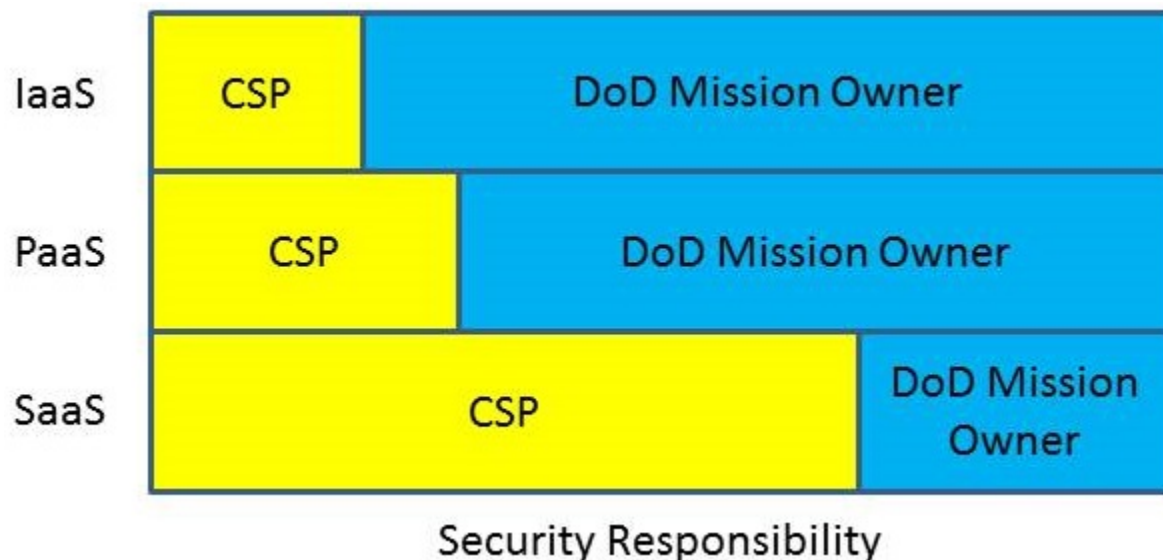 IaaS CSP DoD Mission Owner
PaaS CSP DoD Mission Owner
SaaS CSP DoD Mission
Owner
Security Responsibility